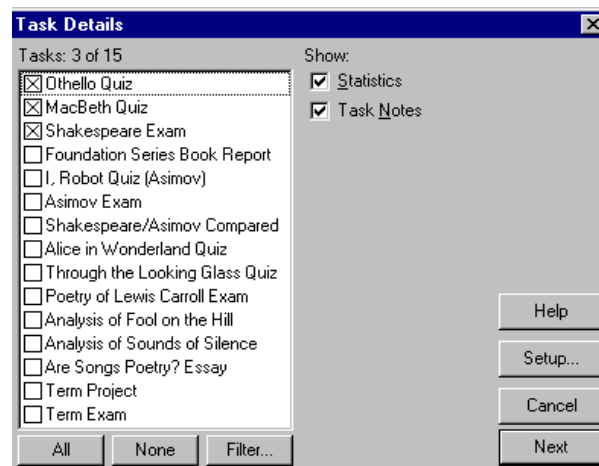 Task Details
Tasks: 3 of 15
Othello Quiz
MacBeth Quiz
Shakespeare Exam
Foundation Series Book Report
I, Robot Quiz (Asimov)
Asimov Exam
Shakespeare/Asimov Compared
Alice in Wonderland Quiz
Through the Looking Glass Quiz
Poetry of Lewis Carroll Exam
Analysis of Fool on the Hill
Analysis of Sounds of Silence
Are Songs Poetry? Essay
Term Project
Term Exam
All None Filter...
Show:
Statistics
Task Notes
Help
Setup...
Cancel
Next